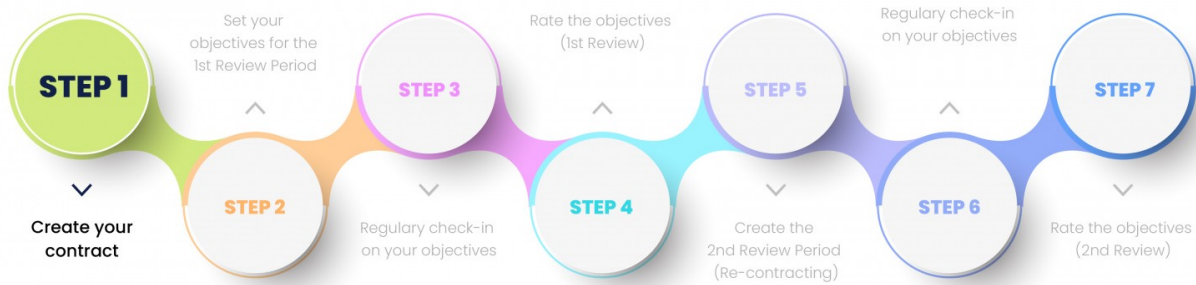 STEP 1
Create your
contract
Set your
objectives for the
1st Review Period
STEP 2
STEP 3
Regulary check-in
on your objectives
Rate the objectives
(1st Review)
STEP 4
STEP 5
Create the
2nd Review Period
(Re-contracting)
Regulary check-in
on your objectives
STEP 6
STEP 7
Rate the objectives
(2nd Review)